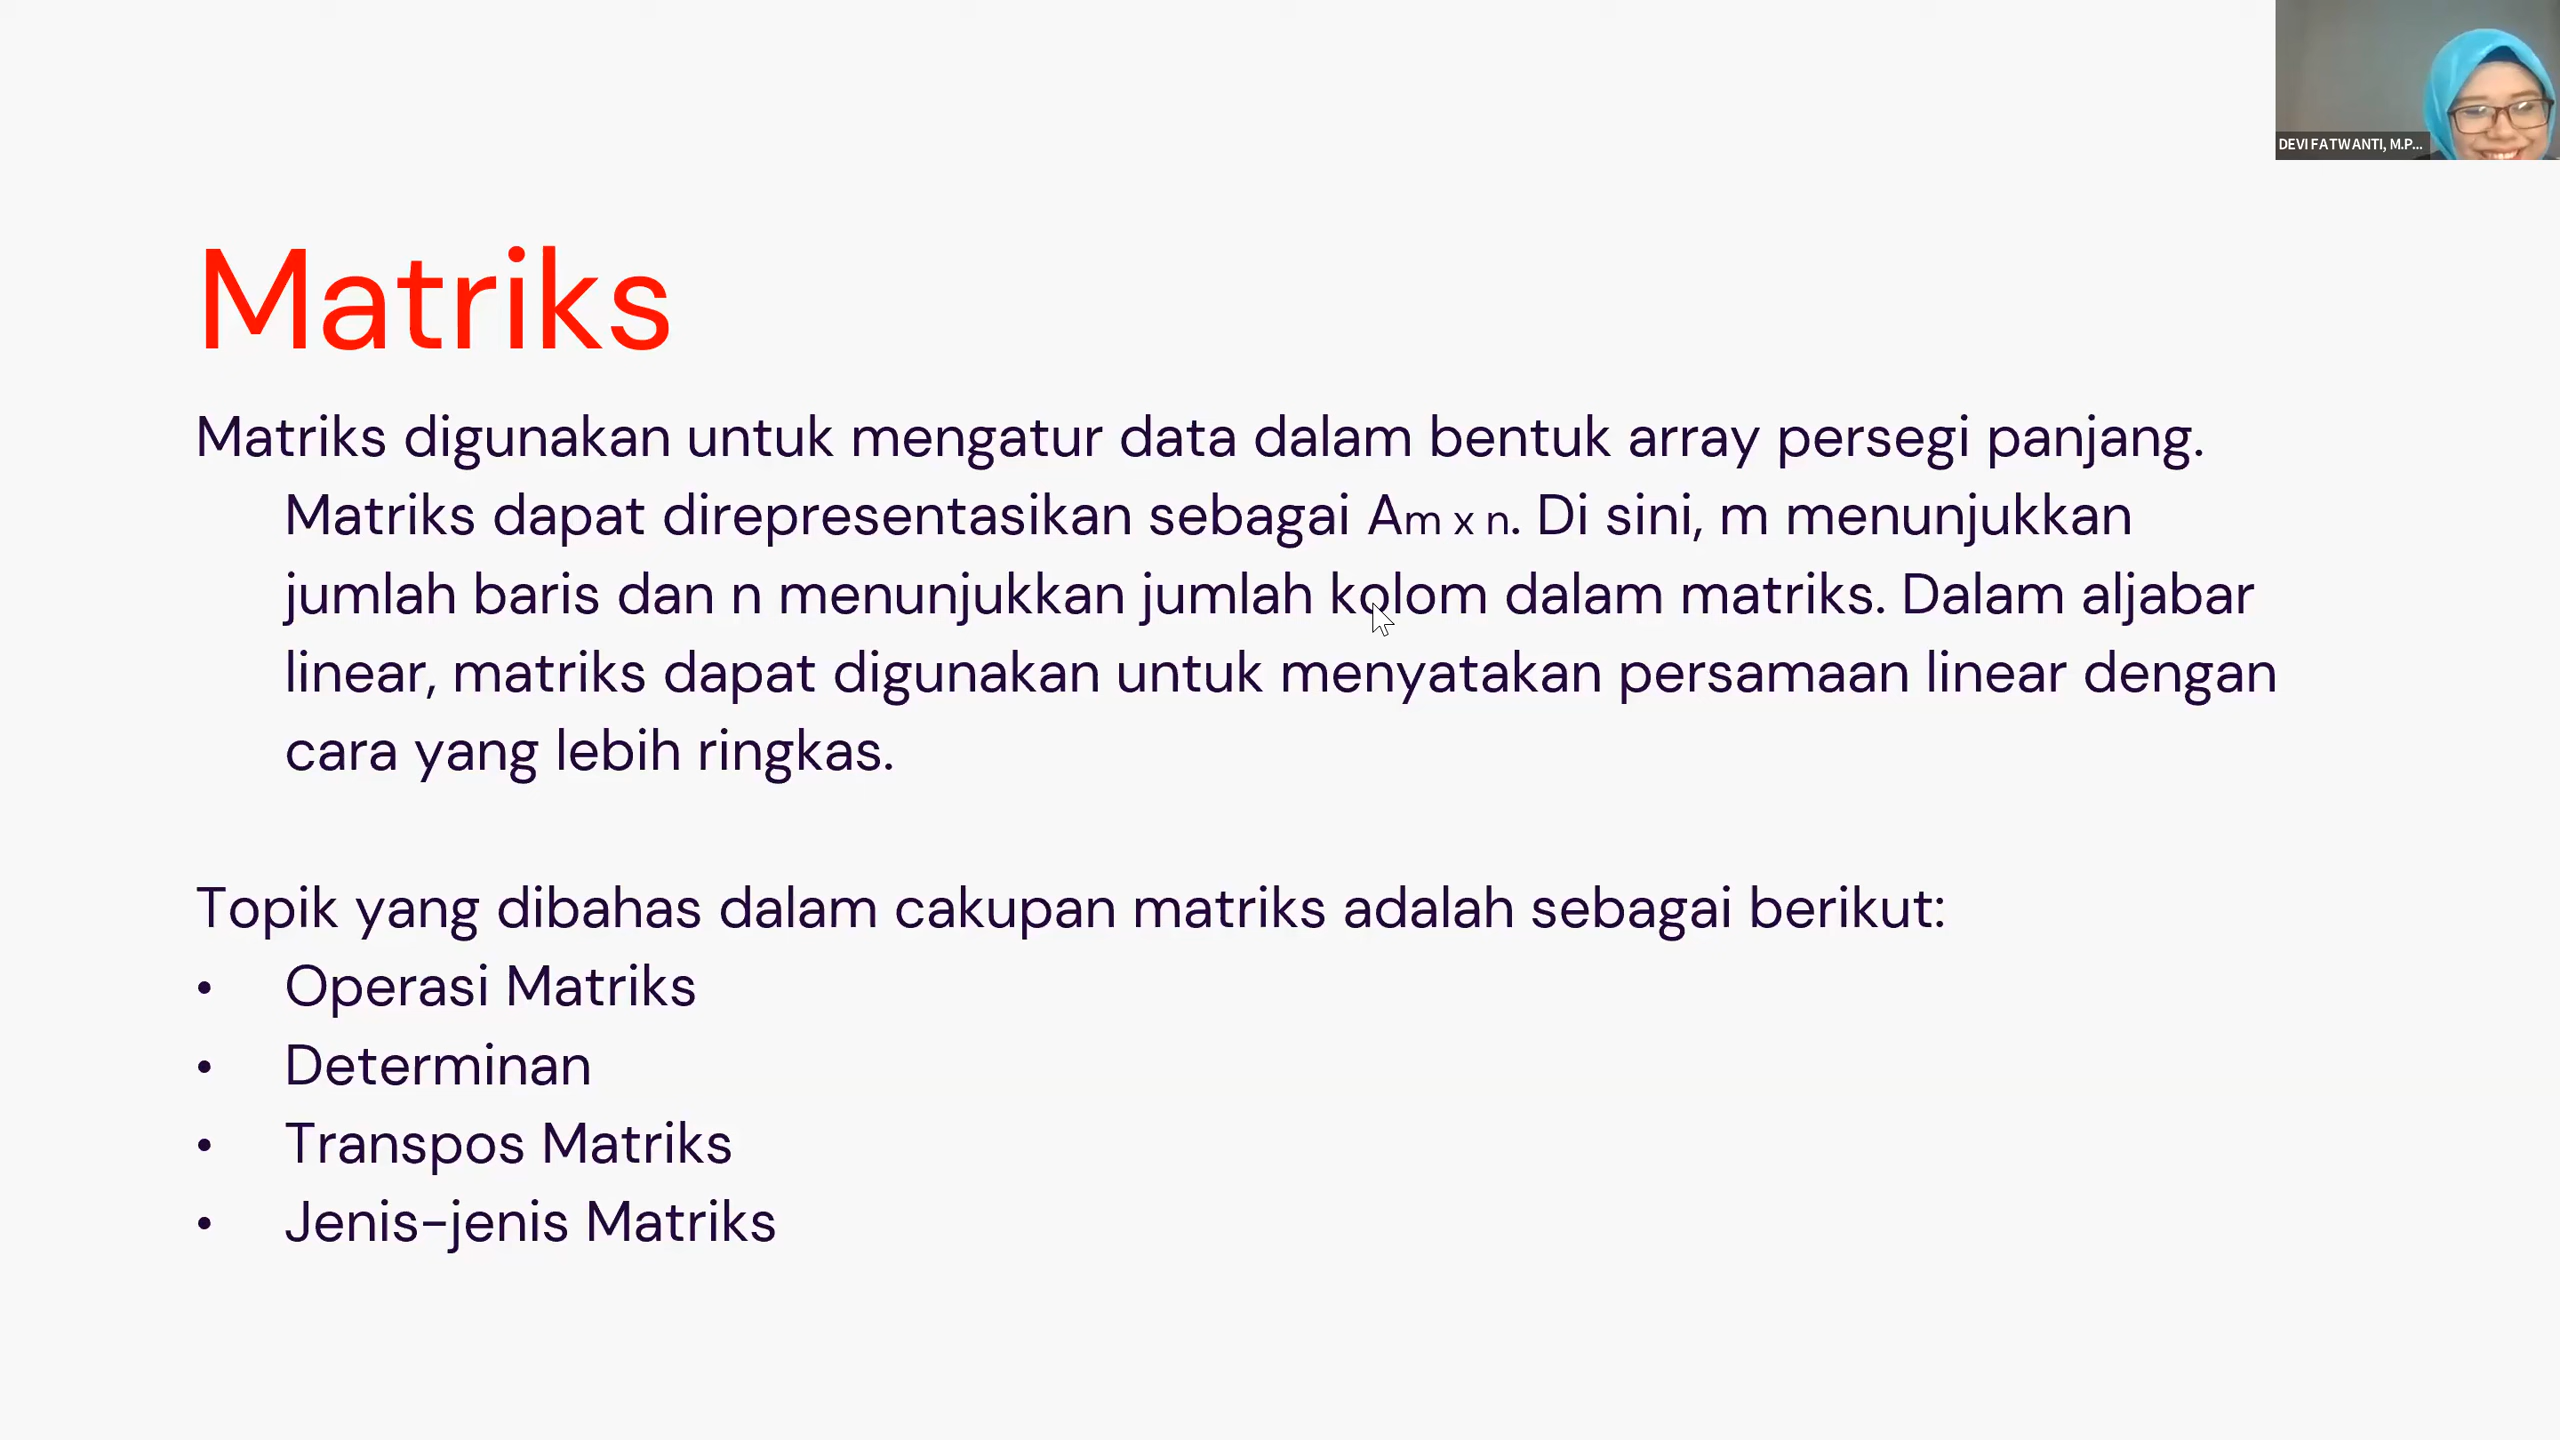 DEVI FATWANTI, M.P...
Matriks
Matriks digunakan untuk mengatur data dalam bentuk array persegi panjang.
Matriks dapat direpresentasikan sebagai Am x n. Di sini, m menunjukkan
jumlah baris dan n menunjukkan jumlah kolom dalam matriks. Dalam aljabar
linear, matriks dapat digunakan untuk menyatakan persamaan linear dengan
cara yang lebih ringkas.
Topik yang dibahas dalam cakupan matriks adalah sebagai berikut:
• Operasi Matriks
• Determinan
• Transpos Matriks
• Jenis-jenis Matriks